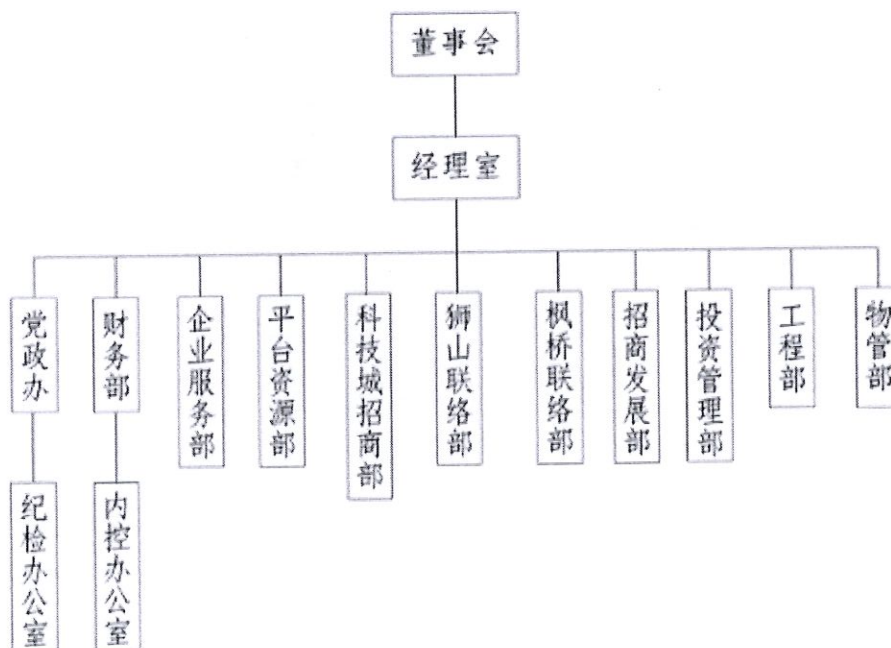 董事会
经理室
党政办
财务部
企业服务部
平台资源部
科技城招商部
狮山联络部
枫桥联络部
招商发展部
投资管理部
工程部
物管部
纪检办公室
内控办公室